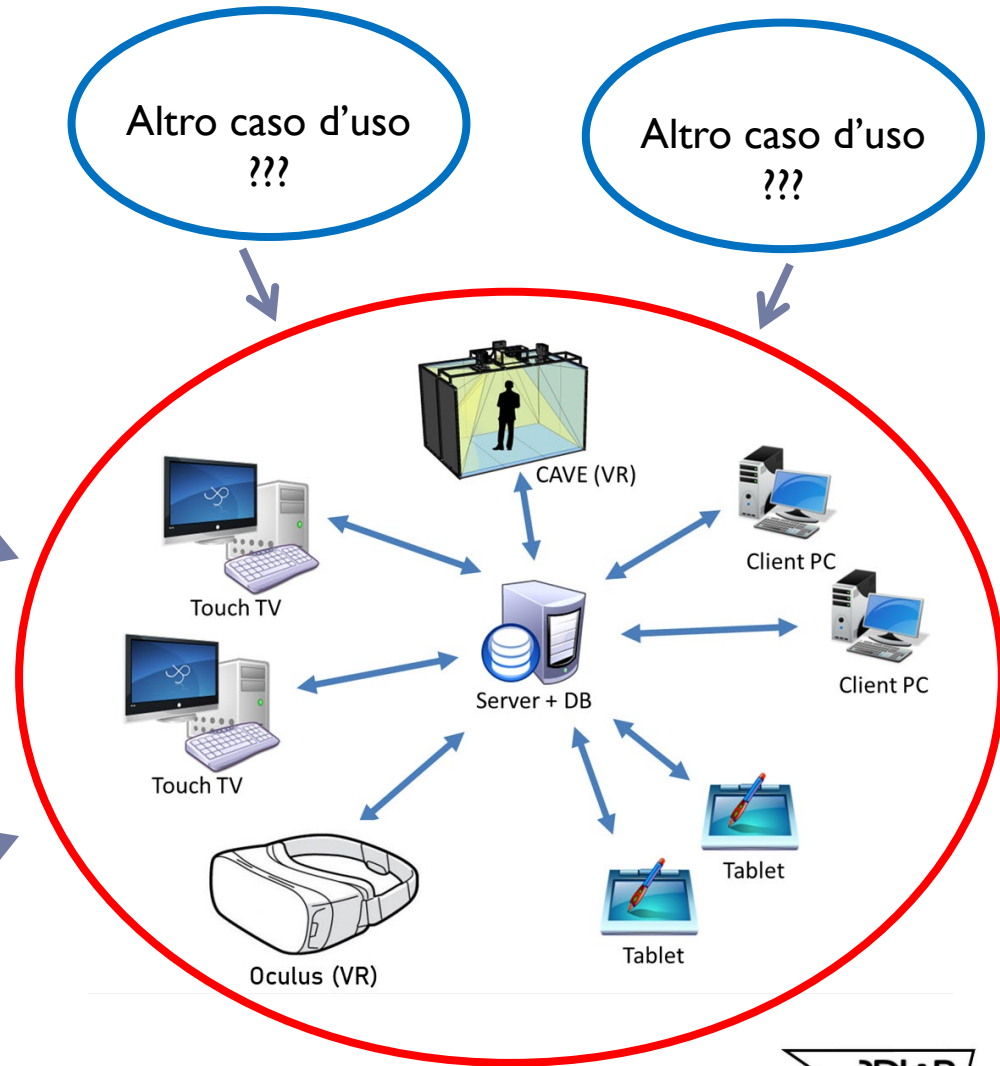 Altro caso d'uso
???
Altro caso d'uso
???
CAVE (VR)
Touch TV
Client PC
Touch TV
Server + DB
Client PC
Oculus (VR)
Tablet
Tablet